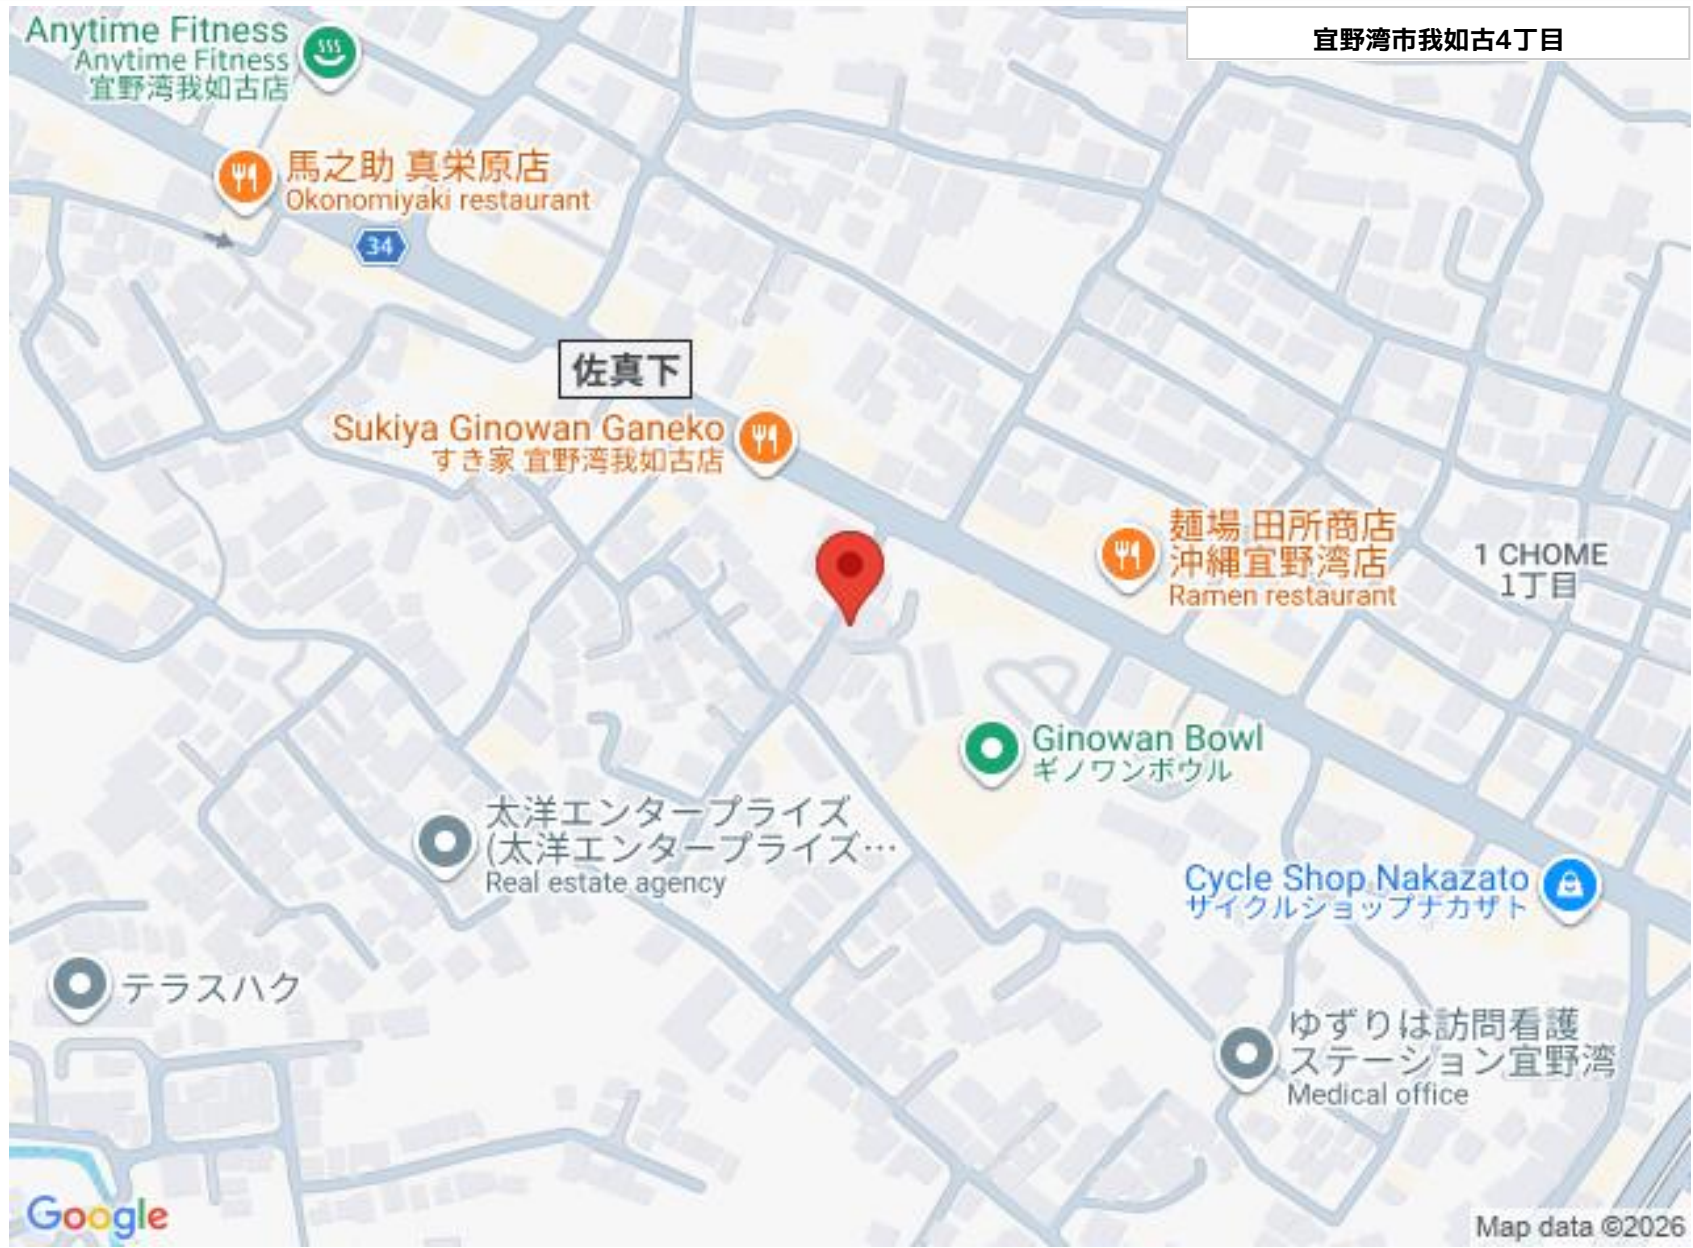 宜野湾市我如古4丁目
Anytime Fitness
Anytime Fitness
宜野湾我如古店
馬之助 真栄原店
Okonomiyaki restaurant
34
佐真下
Sukiya Ginowan Ganeko
すき家 宜野湾我如古店
麺場 田所商店
沖縄宜野湾店
Ramen restaurant
1 CHOME
1丁目
Ginowan Bowl
ギノワンボウル
太洋エンタープライズ
(太洋エンタープライズ…
Real estate agency
Cycle Shop Nakazato
サイクルショップナカザト
テラスハク
ゆずりは訪問看護
ステーション宜野湾
Medical office
Google
Map data ©2026